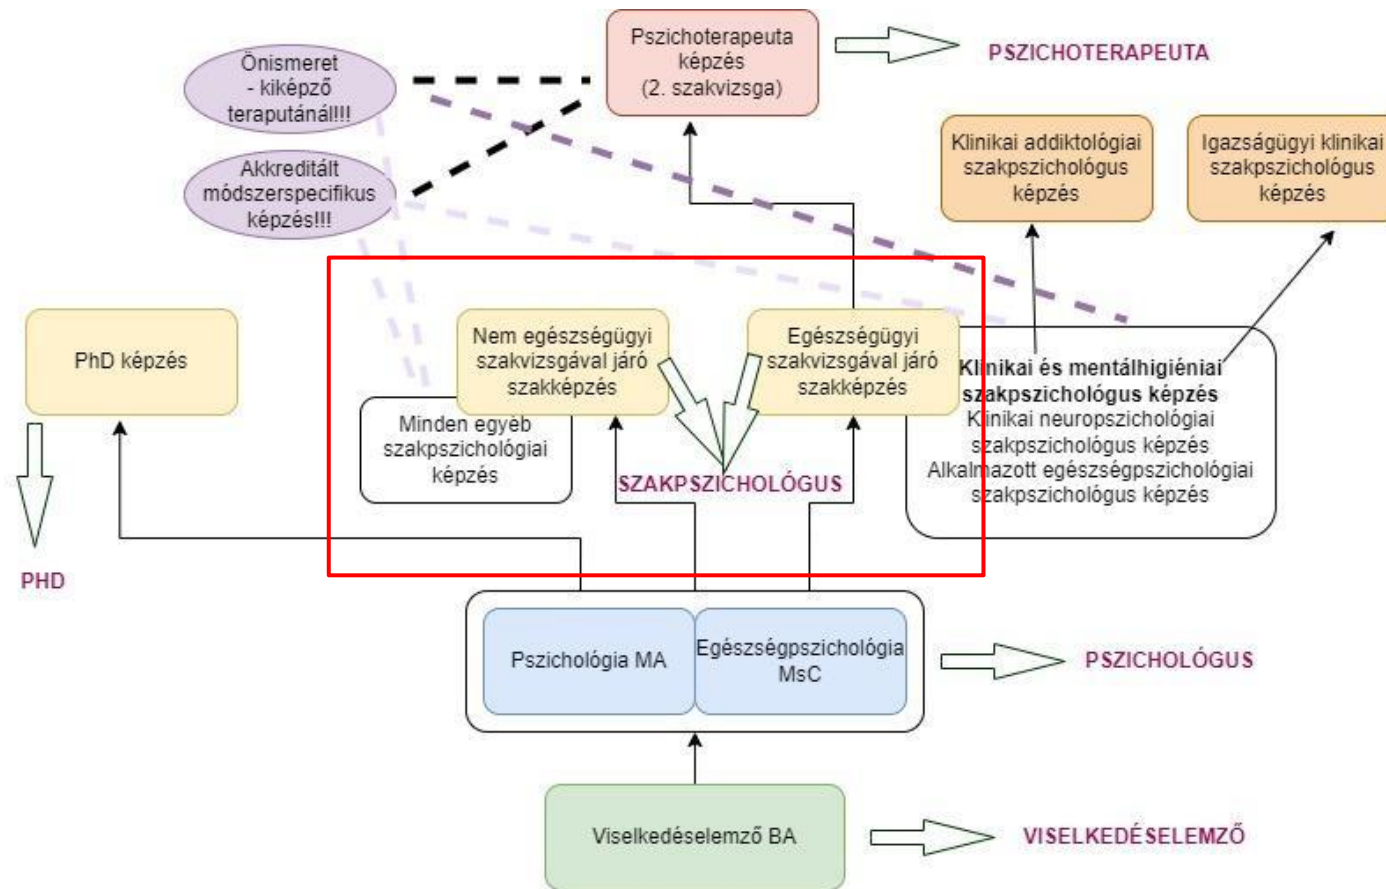 Pszichoterapeuta
képzés
(2. szakvizsga)
PSZICHOTERAPEUTA
Önismeret
- kiképző
teraputánál!!!
Akkreditált
módszerspecifikus
képzés!!!
Klinikai addiktológiai
szakpszichológus
képzés
Igazságügyi klinikai
szakpszichológus
képzés
PhD képzés
Nem egészségügyi
szakvizsgával járó
szakképzés
Egészségügyi
szakvizsgával járó
szakképzés
Minden egyéb
szakpszichológiai
képzés
Klinikai és mentálhigiéniai
szakpszichológus képzés
Klinikai neuropszichológiai
szakpszichológus képzés
Alkalmazott egészségpszichológiai
szakpszichológus képzés
SZAKPSZICHOLÓGUS
PHD
Pszichológia MA
Egészségpszichológia
MsC
PSZICHOLÓGUS
Viselkedéselemző BA
VISELKEDÉSELEMZŐ